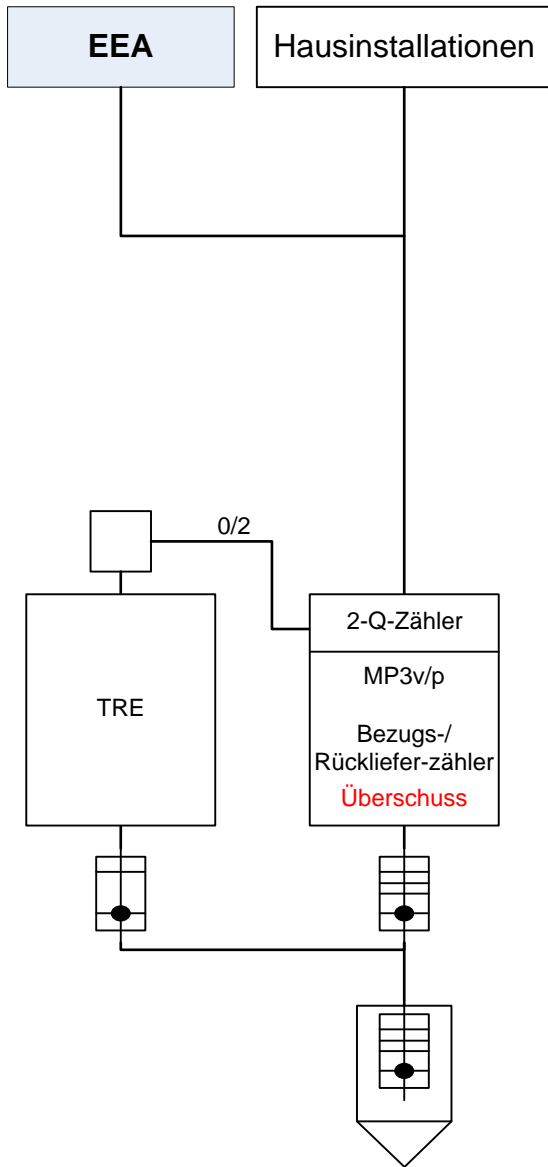 EEA
Hausinstallationen
0/2
2-Q-Zähler
MP3v/p
TRE
Bezugs-/
Rückliefer-zähler
Überschuss